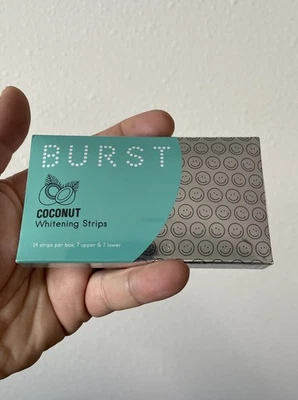 BURST
COCONUT
Whitening Strips
14 strips per box; 7 upper & 7 lower